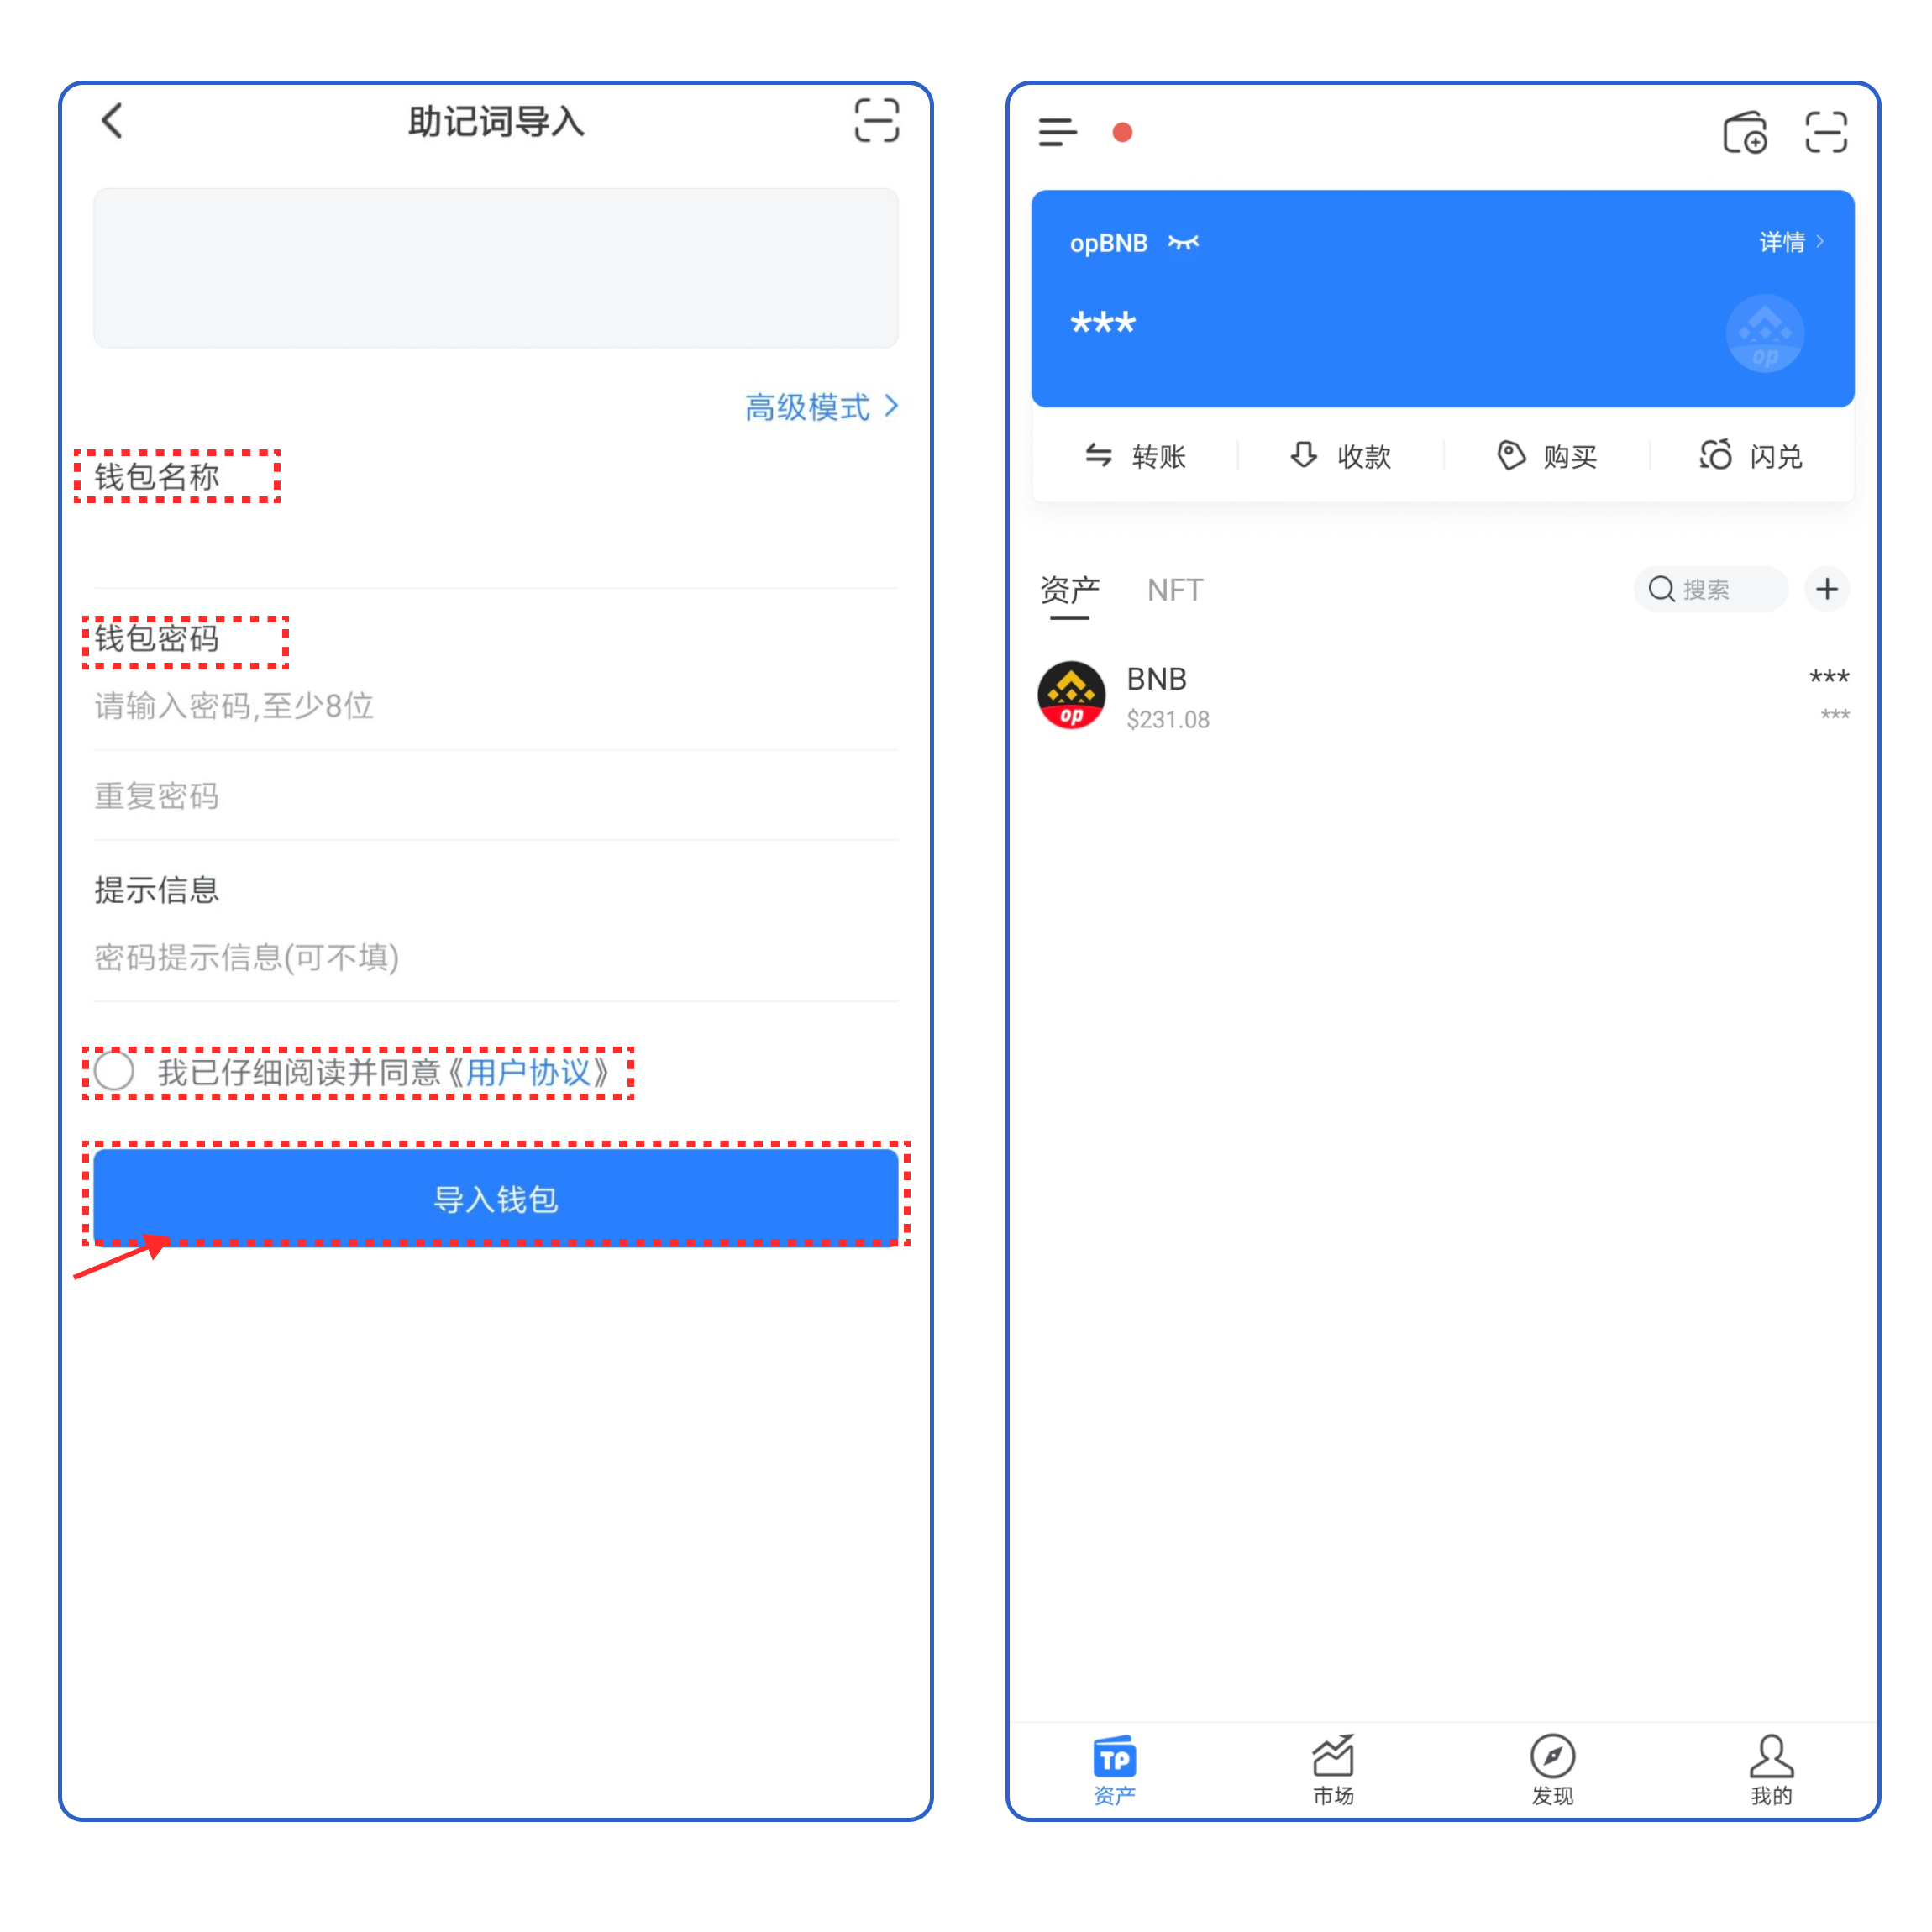 助记词导入
高级模式
钱包名称
钱包密码
请输入密码,至少8位
重复密码
提示信息
密码提示信息(可不填)
我已仔细阅读并同意《用户协议》
导入钱包
opBNB
详情
***
op
转账
收款
购买
闪兑
资产
NFT
搜索
BNB
***
$231.08
***
op
TP
资产
市场
发现
我的